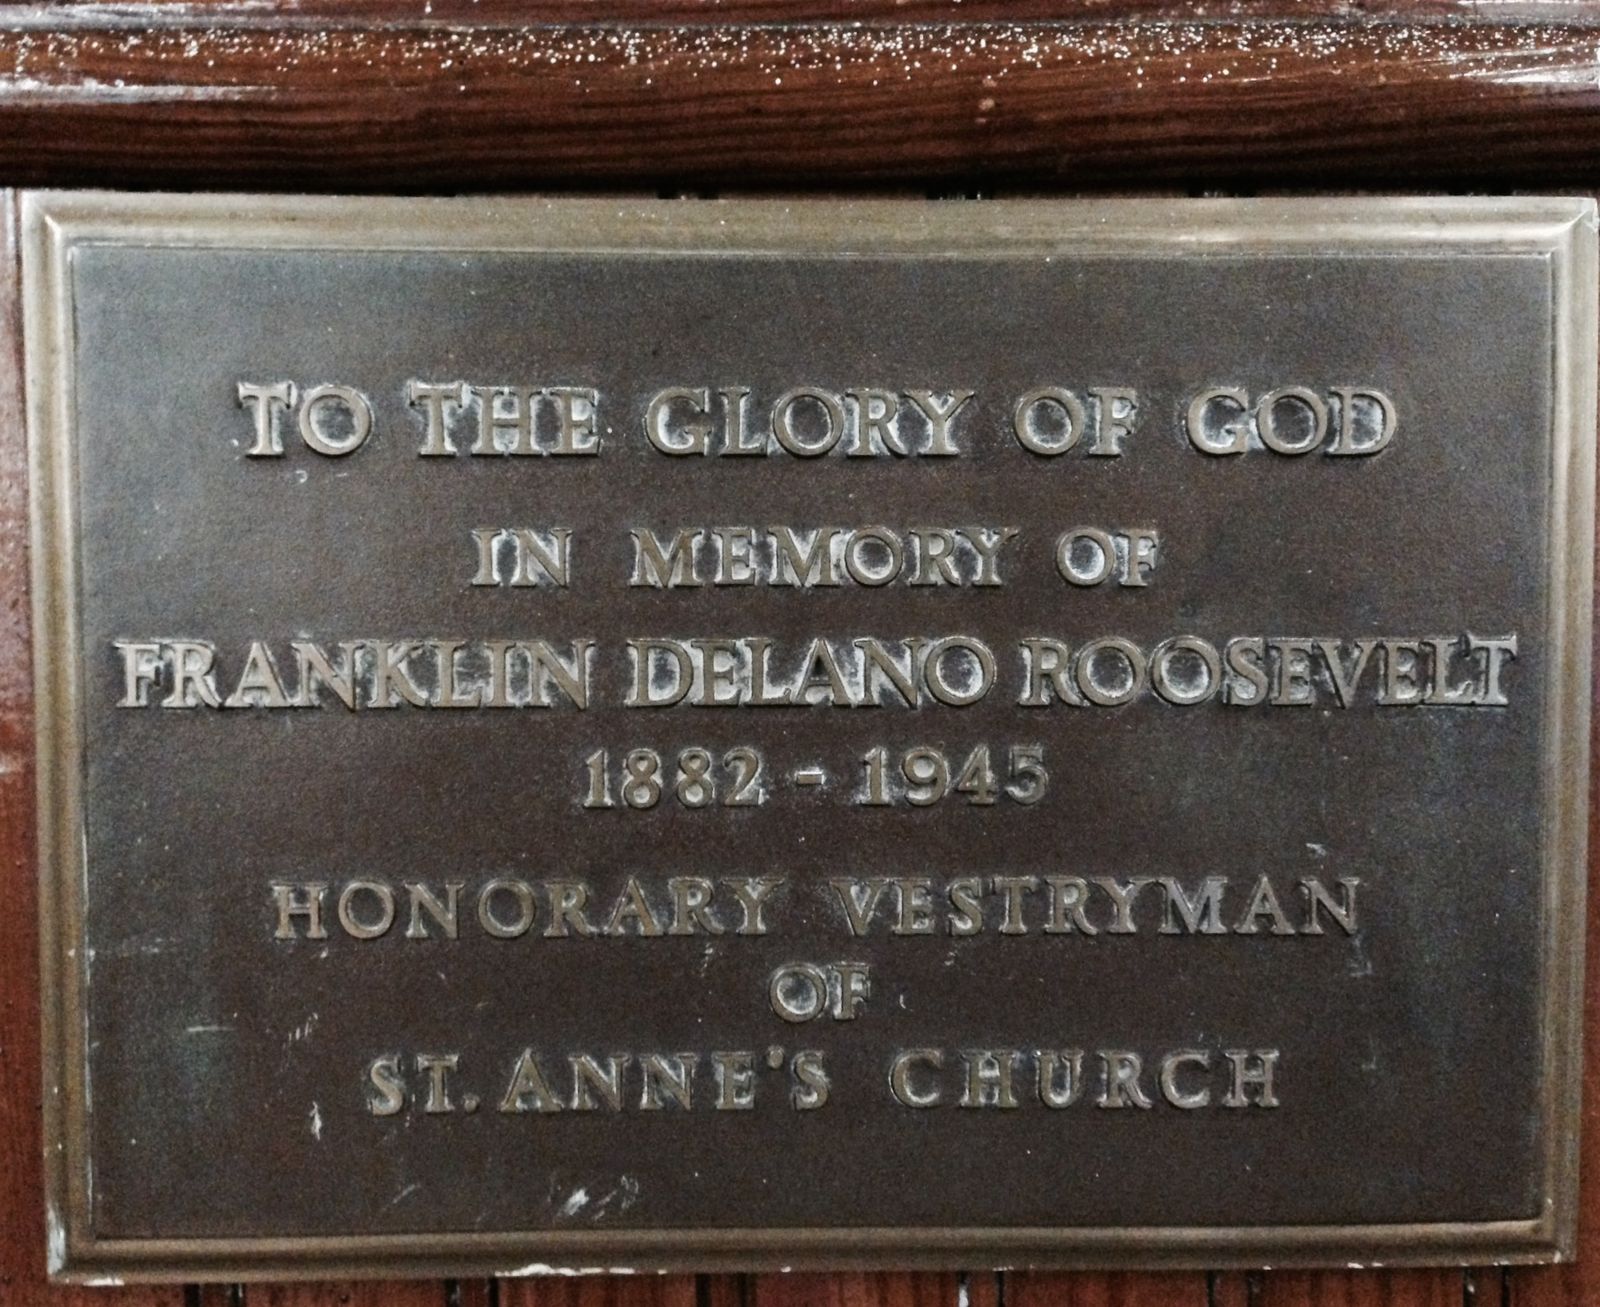 TO THE GLORY OF GOD
IN MEMORY OF
FRANKLIN DELANO ROOSEVELT
1882 - 1945
HONORARY VESTRYMAN
OF
ST. ANNE'S CHURCH